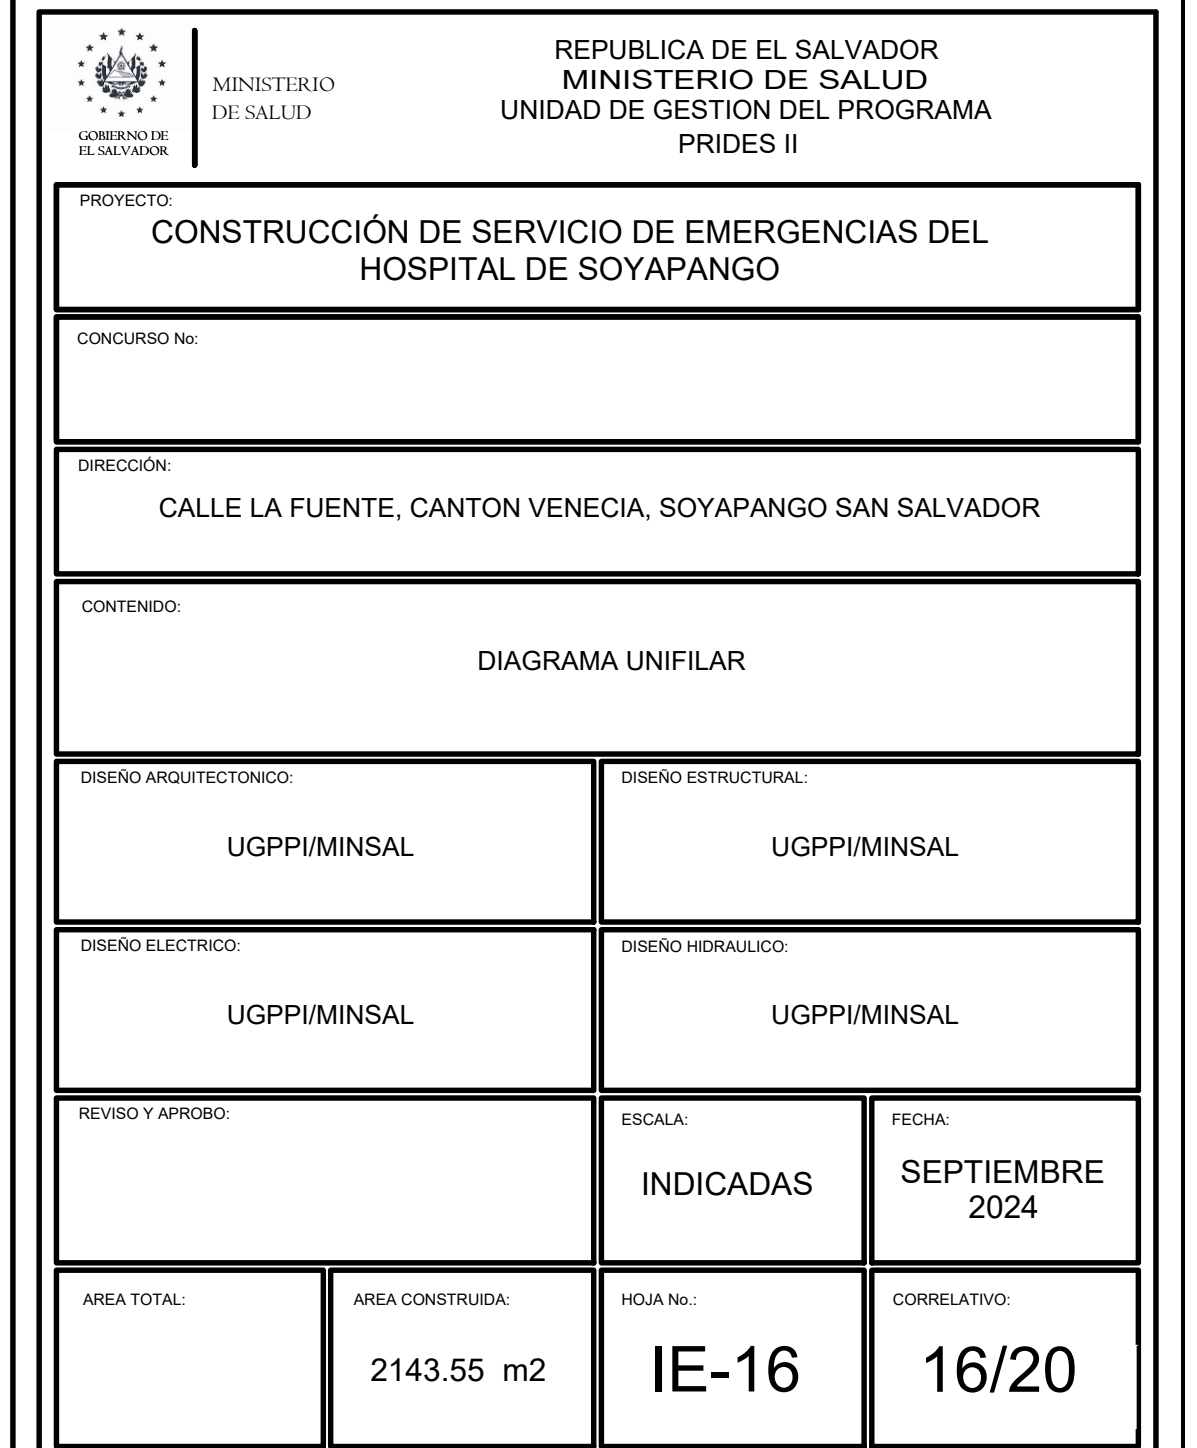 GOBIERNO DE
EL SALVADOR
MINISTERIO
DE SALUD
REPUBLICA DE EL SALVADOR
MINISTERIO DE SALUD
UNIDAD DE GESTION DEL PROGRAMA
PRIDES II
PROYECTO:
CONSTRUCCIÓN DE SERVICIO DE EMERGENCIAS DEL
HOSPITAL DE SOYAPANGO
CONCURSO No:
DIRECCIÓN:
CALLE LA FUENTE, CANTON VENECIA, SOYAPANGO SAN SALVADOR
CONTENIDO:
DIAGRAMA UNIFILAR
DISEÑO ARQUITECTONICO:
UGPPI/MINSAL
DISEÑO ESTRUCTURAL:
UGPPI/MINSAL
DISEÑO ELECTRICO:
UGPPI/MINSAL
DISEÑO HIDRAULICO:
UGPPI/MINSAL
REVISO Y APROBO:
ESCALA:
INDICADAS
FECHA:
SEPTIEMBRE
2024
AREA TOTAL:
AREA CONSTRUIDA:
2143.55 m2
HOJA No.:
IE-16
CORRELATIVO:
16/20